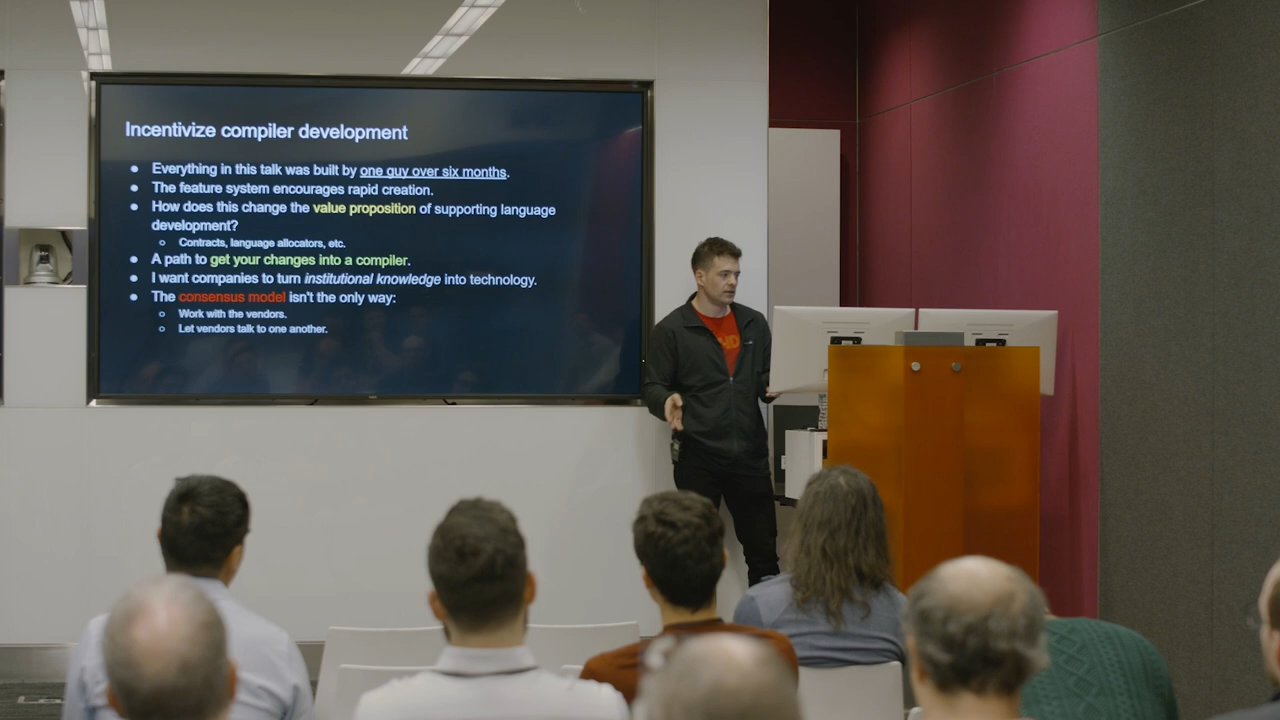 Incentivize compiler development
● Everything in this talk was built by one guy over six months.
● The feature system encourages rapid creation.
● How does this change the value proposition of supporting language
development?
○ Contracts, language allocators, etc.
● A path to get your changes into a compiler.
● I want companies to turn institutional knowledge into technology.
● The consensus model isn't the only way:
○ Work with the vendors.
○ Let vendors talk to one another.